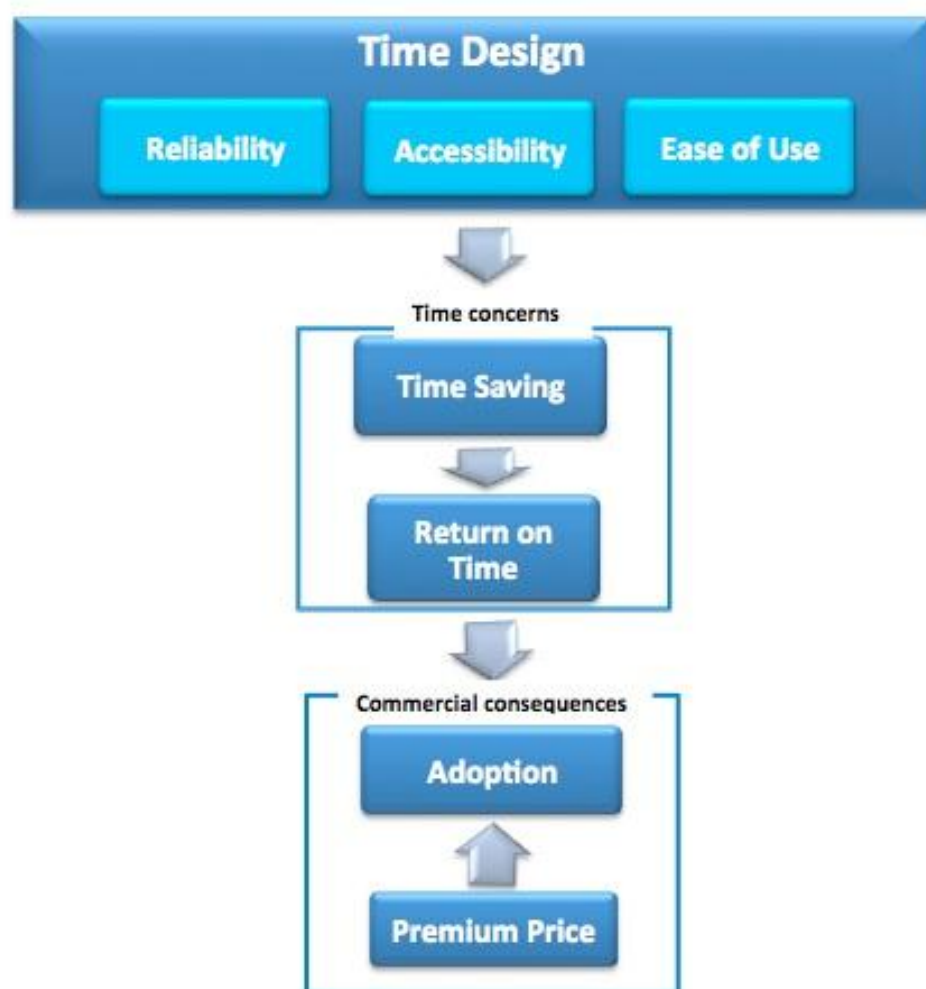 Time Design
Reliability
Accessibility
Ease of Use
Time concerns
Time Saving
Return on
Time
Commercial consequences
Adoption
Premium Price